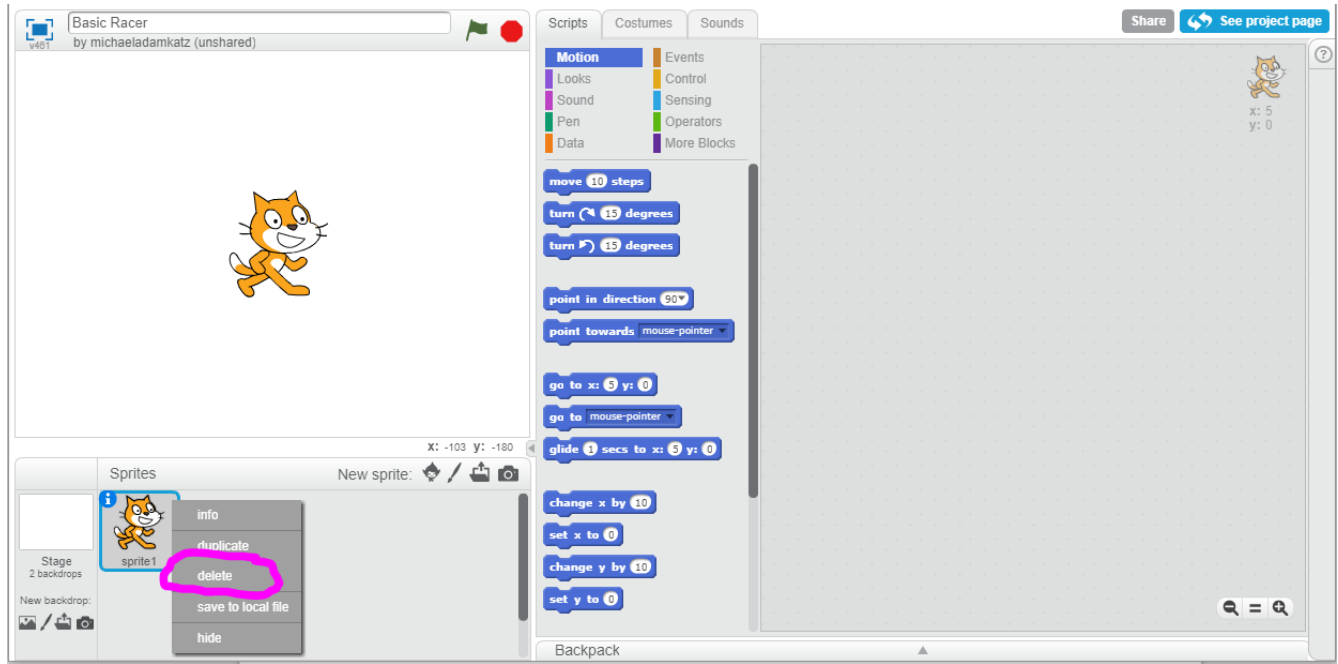 Basic Racer
v461
by michaeladamkatz (unshared)
X: -103 y: -180
Sprites
New sprite:
Stage
2 backdrops
New backdrop:
sprite1
info
duplicate
delete
save to local file
hide
Scripts Costumes Sounds
Share See project page
Motion Events
Looks Control
Sound Sensing
Pen Operators
Data More Blocks
move 10 steps
turn 15 degrees
turn 15 degrees
point in direction 90
point towards mouse-pointer
go to x: 5 y: 0
go to mouse-pointer
glide 1 secs to x: 5 y: 0
change x by 10
set x to 0
change y by 10
set y to 0
x: 5
y: 0
?
Backpack